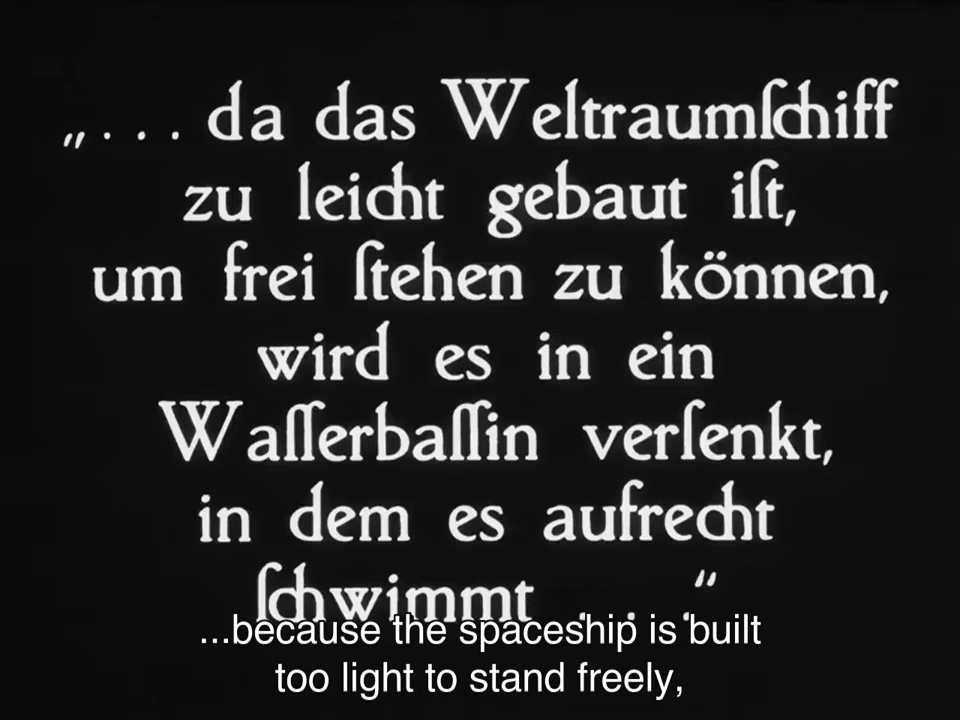 „. . . da das Weltraumſchiff
zu leicht gebaut iſt,
um frei ſtehen zu können,
wird es in ein
Waſſerbaſſin verſenkt,
in dem es aufrecht
ſchwimmt . . .“
...because the spaceship is built
too light to stand freely,